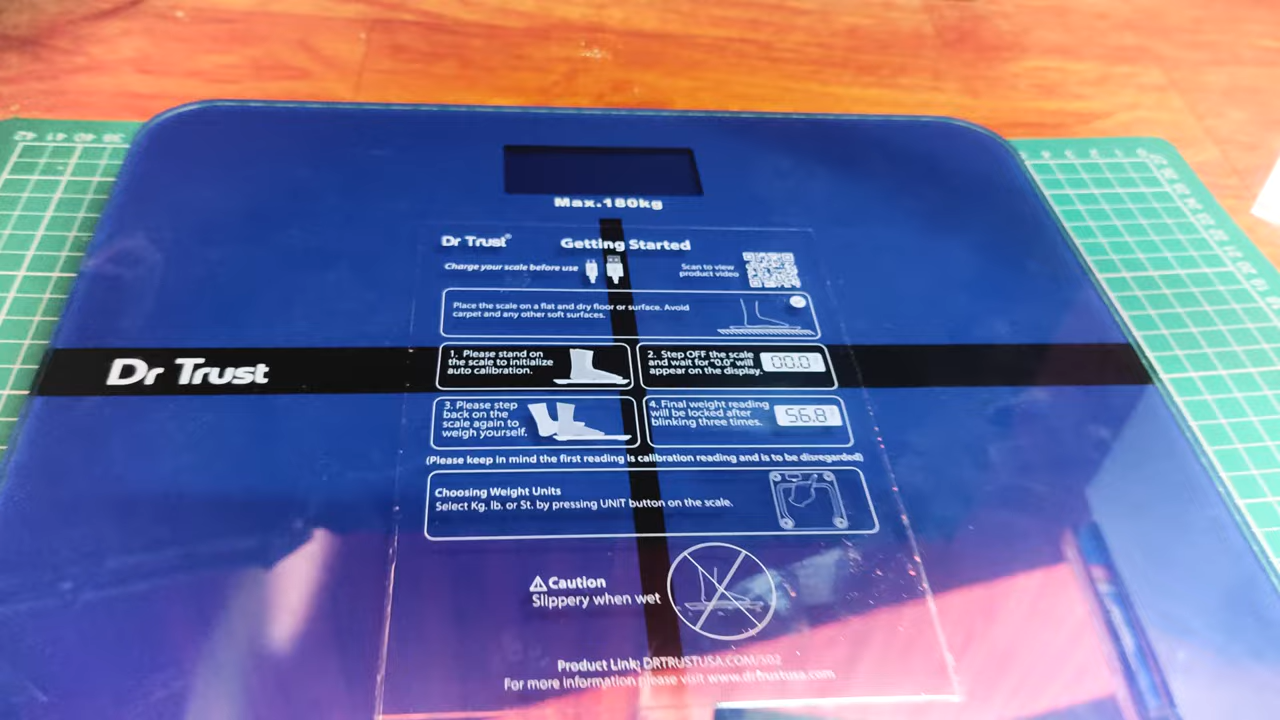 Max.180kg
Dr Trust®
Getting Started
Charge your scale before use
Scan to view
product video
Place the scale on a flat and dry floor or surface. Avoid
carpet and any other soft surfaces.
Dr Trust
1. Please stand on
the scale to initialize
auto calibration.
2. Step OFF the scale
and wait for "0.0" will
appear on the display.
00.0
3. Please step
back on the
scale again to
weigh yourself.
4. Final weight reading
will be locked after
blinking three times.
56.8
(Please keep in mind the first reading is calibration reading and is to be disregarded)
Choosing Weight Units
Select Kg. lb. or St. by pressing UNIT button on the scale.
Caution
Slippery when wet
Product Link: DRTRUSTUSA.COM/502
For more information please visit www.drtrustusa.com
42 41 40 39